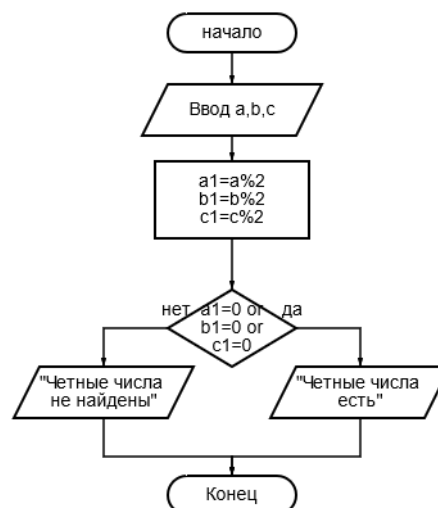 начало
Ввод a,b,c
a1=a%2
b1=b%2
c1=c%2
нет a1=0 or да
b1=0 or
c1=0
"Четные числа
не найдены"
"Четные числа
есть"
Конец